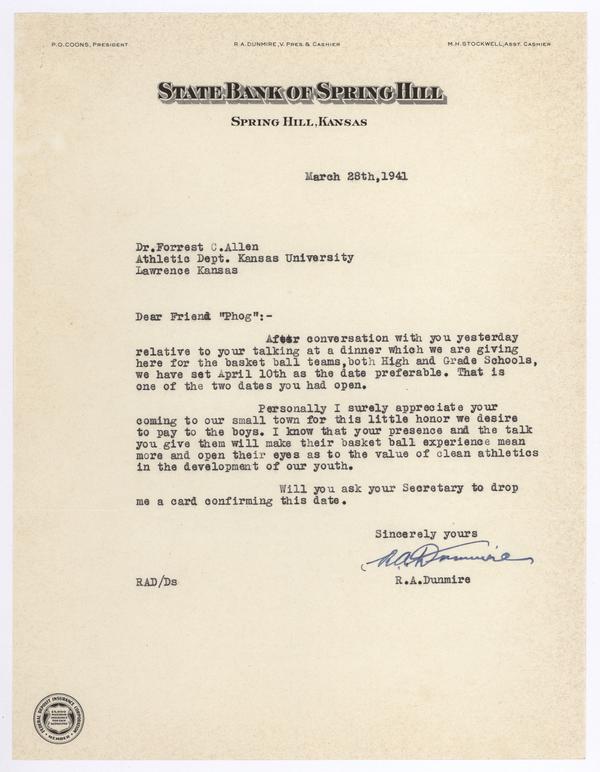 P.O. COONS, PRESIDENT
R.A. DUNMIRE, V. PRES. & CASHIER
M.H. STOCKWELL, ASST. CASHIER
STATE BANK OF SPRING HILL
SPRING HILL, KANSAS
March 28th, 1941
Dr. Forrest C. Allen
Athletic Dept. Kansas University
Lawrence Kansas
Dear Friend "Phog":-
After conversation with you yesterday
relative to your talking at a dinner which we are giving
here for the basket ball teams, both High and Grade Schools,
we have set April 10th as the date preferable. That is
one of the two dates you had open.
Personally I surely appreciate your
coming to our small town for this little honor we desire
to pay to the boys. I know that your presence and the talk
you give them will make their basket ball experience mean
more and open their eyes as to the value of clean athletics
in the development of our youth.
Will you ask your Secretary to drop
me a card confirming this date.
Sincerely yours
R.A. Dunmire
R.A. Dunmire
RAD/Ds
FEDERAL DEPOSIT INSURANCE CORPORATION
MEMBER